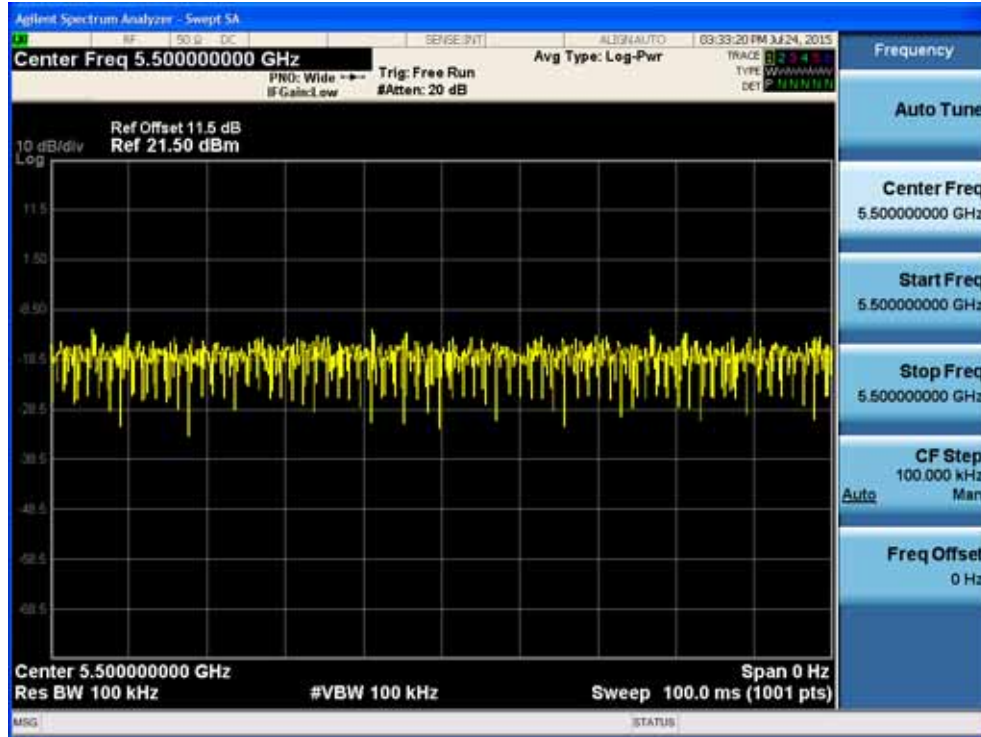 Agilent Spectrum Analyzer - Swept SA
RF 50 Ω DC SENSE:INT ALIGNAUTO 03:33:20 PM Jul 24, 2015
Center Freq 5.500000000 GHz
PNO: Wide
IFGain:Low
Trig: Free Run
#Atten: 20 dB
Avg Type: Log-Pwr
TRACE 1 2 3 4 5 6
TYPE
DET P N N N N N
Ref Offset 11.5 dB
10 dB/div Ref 21.50 dBm
Log
11.5
1.50
-8.50
-18.5
-28.5
-38.5
-48.5
-58.5
-68.5
Center 5.500000000 GHz Span 0 Hz
Res BW 100 kHz #VBW 100 kHz Sweep 100.0 ms (1001 pts)
MSG STATUS
Frequency
Auto Tune
Center Freq
5.500000000 GHz
Start Freq
5.500000000 GHz
Stop Freq
5.500000000 GHz
CF Step
100.000 kHz
Auto Man
Freq Offset
0 Hz